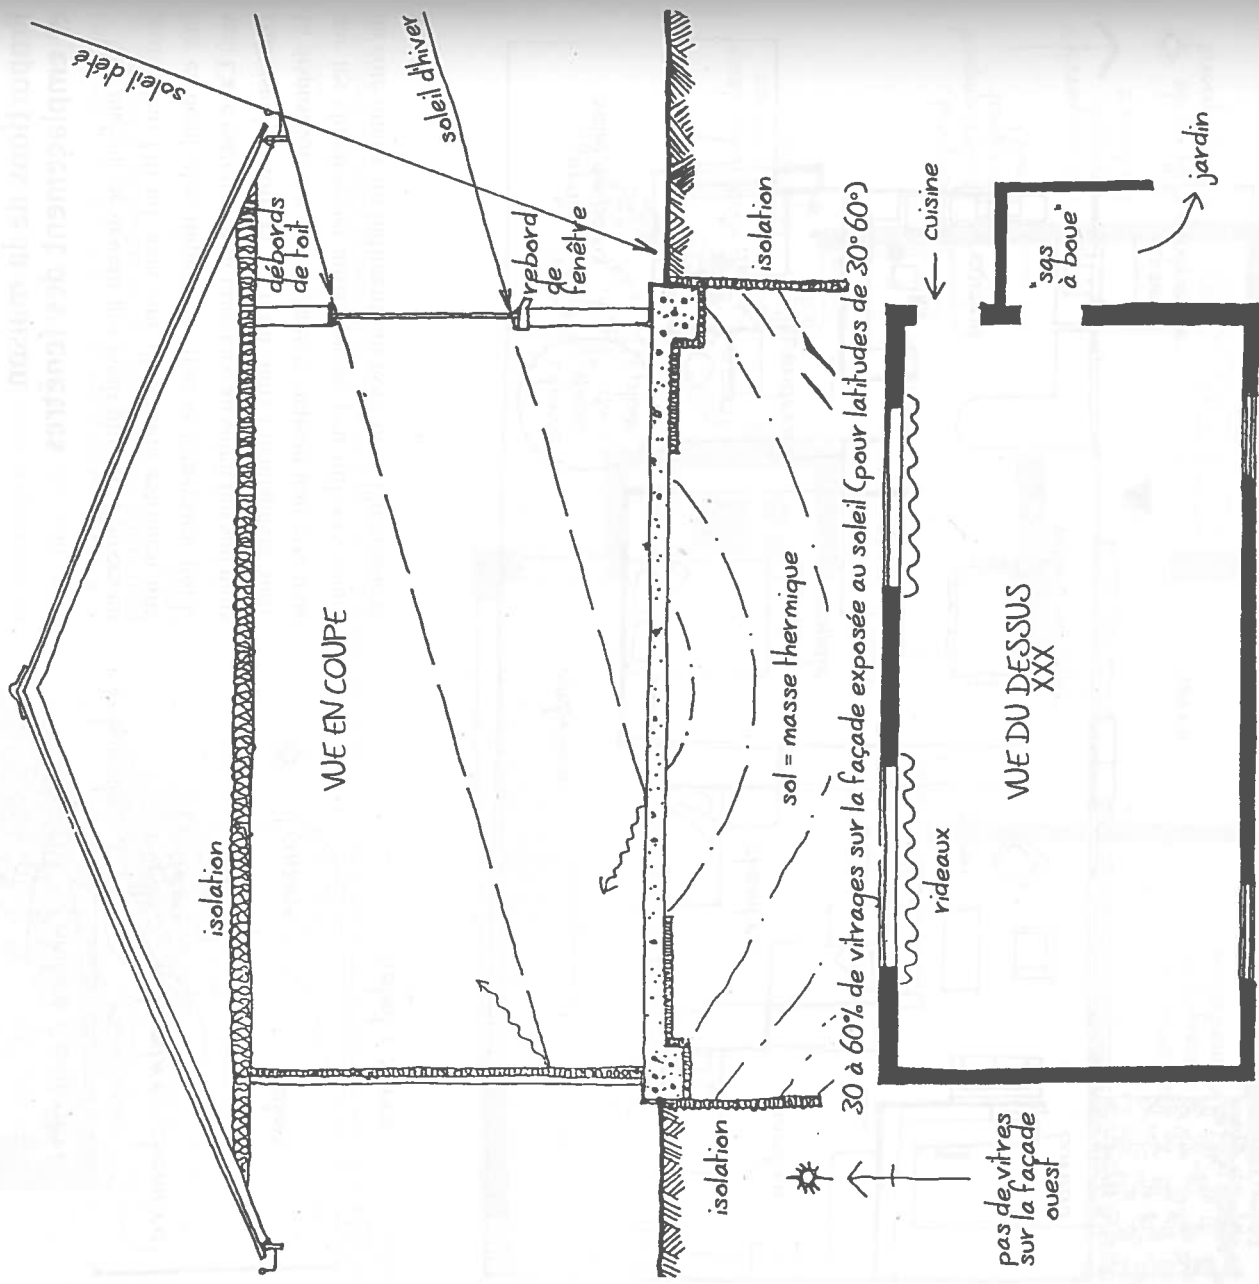 soleil d'été
soleil d'hiver
débords
de toit
isolation
VUE EN COUPE
rebord
de
fenêtre
isolation
isolation
sol = masse thermique
30 à 60% de vitrages sur la façade exposée au soleil (pour latitudes de 30° 60°)
pas de vitres
sur la façade
ouest
rideaux
VUE DU DESSUS
XXX
cuisine
"sas
à boue"
jardin